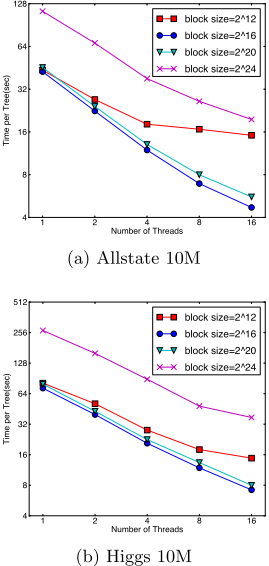 128
64
32
16
8
4
Time per Tree(sec)
block size=2^12
block size=2^16
block size=2^20
block size=2^24
1 2 4 8 16
Number of Threads
(a) Allstate 10M
512
256
128
64
32
16
8
4
Time per Tree(sec)
block size=2^12
block size=2^16
block size=2^20
block size=2^24
1 2 4 8 16
Number of Threads
(b) Higgs 10M